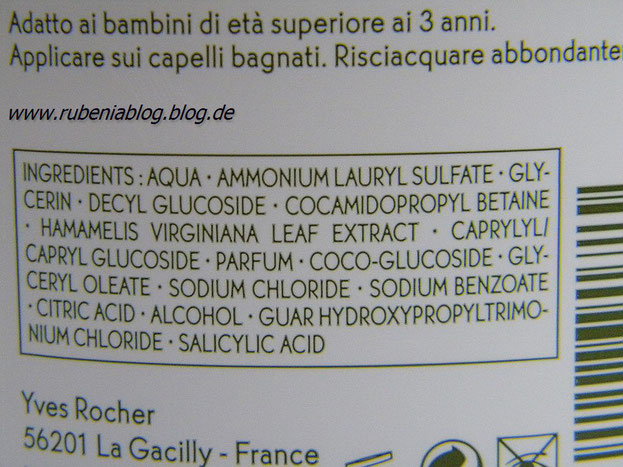 Adatto ai bambini di età superiore ai 3 anni.
Applicare sui capelli bagnati. Risciacquare
www.rubeniablog.blog.de
INGREDIENTS : AQUA · AMMONIUM LAURYL SULFATE · GLY-
CERIN · DECYL GLUCOSIDE · COCAMIDOPROPYL BETAINE
· HAMAMELIS VIRGINIANA LEAF EXTRACT · CAPRYLYL/
CAPRYL GLUCOSIDE · PARFUM · COCO-GLUCOSIDE · GLY-
CERYL OLEATE · SODIUM CHLORIDE · SODIUM BENZOATE
· CITRIC ACID · ALCOHOL · GUAR HYDROXYPROPYLTRIMO-
NIUM CHLORIDE · SALICYLIC ACID
Yves Rocher
56201 La Gacilly - France